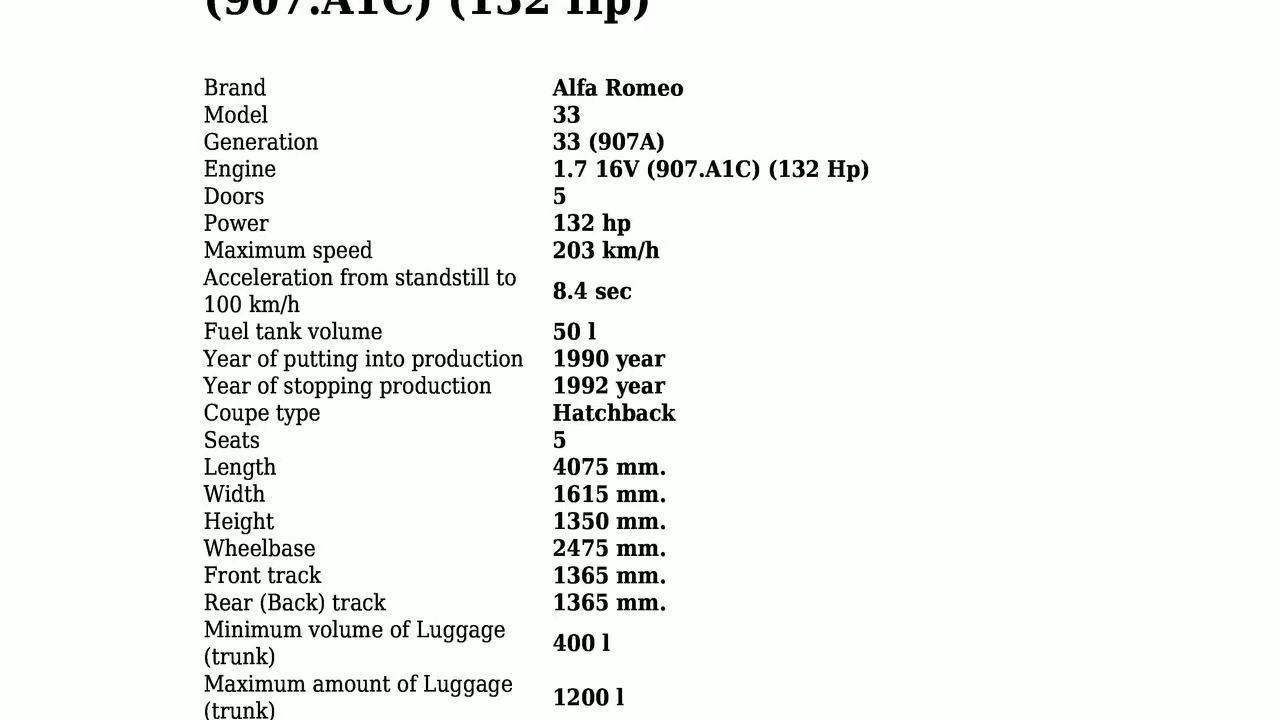 (907.A1C) (132 Hp)
Brand Alfa Romeo
Model 33
Generation 33 (907A)
Engine 1.7 16V (907.A1C) (132 Hp)
Doors 5
Power 132 hp
Maximum speed 203 km/h
Acceleration from standstill to
100 km/h 8.4 sec
Fuel tank volume 50 l
Year of putting into production 1990 year
Year of stopping production 1992 year
Coupe type Hatchback
Seats 5
Length 4075 mm.
Width 1615 mm.
Height 1350 mm.
Wheelbase 2475 mm.
Front track 1365 mm.
Rear (Back) track 1365 mm.
Minimum volume of Luggage
(trunk) 400 l
Maximum amount of Luggage
(trunk) 1200 l